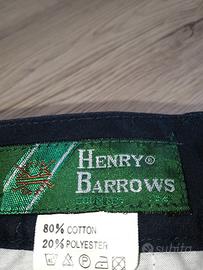 HENRY®
BARROWS
80% COTTON
20% POLYESTER
subito